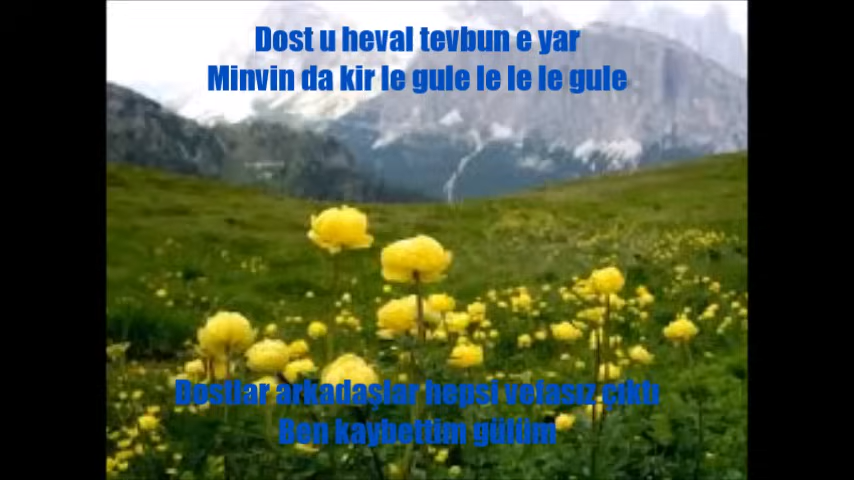 Dost u heval tevbun e yar
Minvin da kir le gule le le le gule
Dostlar arkadaşlar hepsi vefasız çıktı
Ben kaybettim gülüm